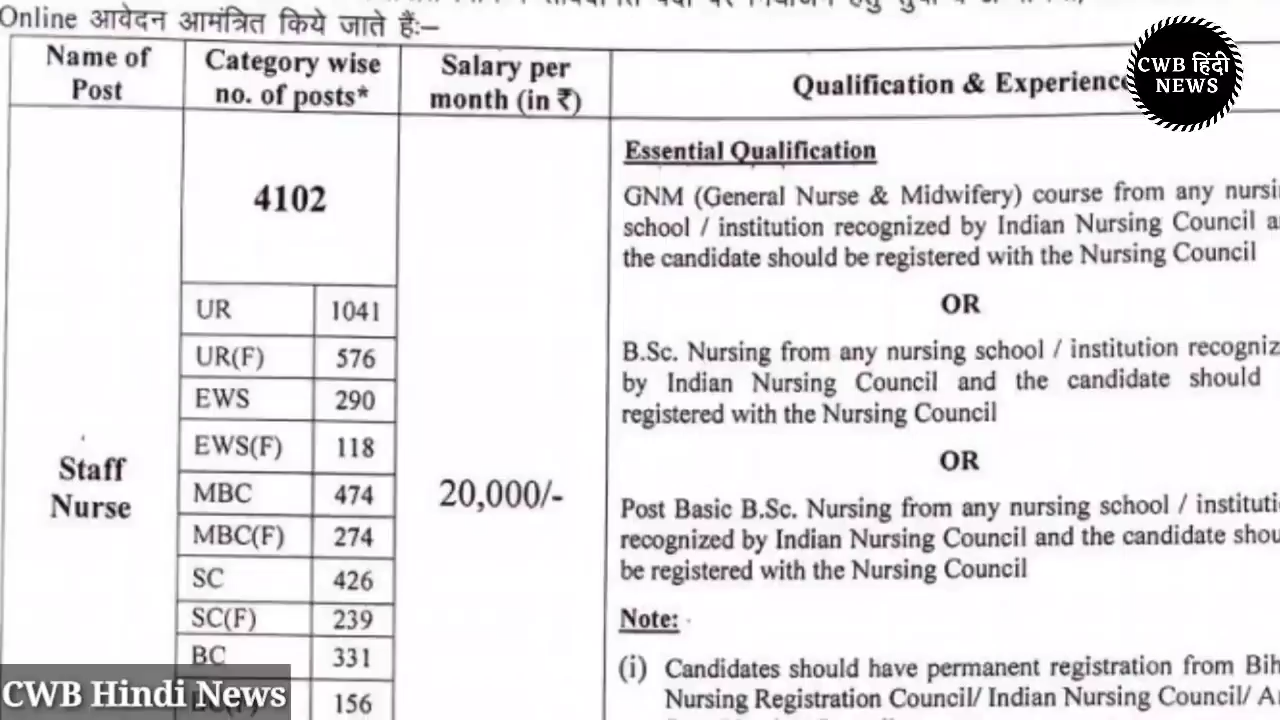 Online आवेदन आमंत्रित किये जाते हैं:–
Name of Post
Category wise no. of posts*
Salary per month (in ₹)
Qualification & Experience
CWB हिंदी
NEWS
Staff
Nurse
4102
UR 1041
UR(F) 576
EWS 290
EWS(F) 118
MBC 474
MBC(F) 274
SC 426
SC(F) 239
BC 331
156
20,000/-
Essential Qualification
GNM (General Nurse & Midwifery) course from any
school / institution recognized by Indian Nursing Council
the candidate should be registered with the Nursing Council
OR
B.Sc. Nursing from any nursing school / institution
by Indian Nursing Council and the candidate should
registered with the Nursing Council
OR
Post Basic B.Sc. Nursing from any nursing school /
recognized by Indian Nursing Council and the candidate
be registered with the Nursing Council
Note:
(i) Candidates should have permanent registration from
Nursing Registration Council/ Indian Nursing Council/
CWB Hindi News